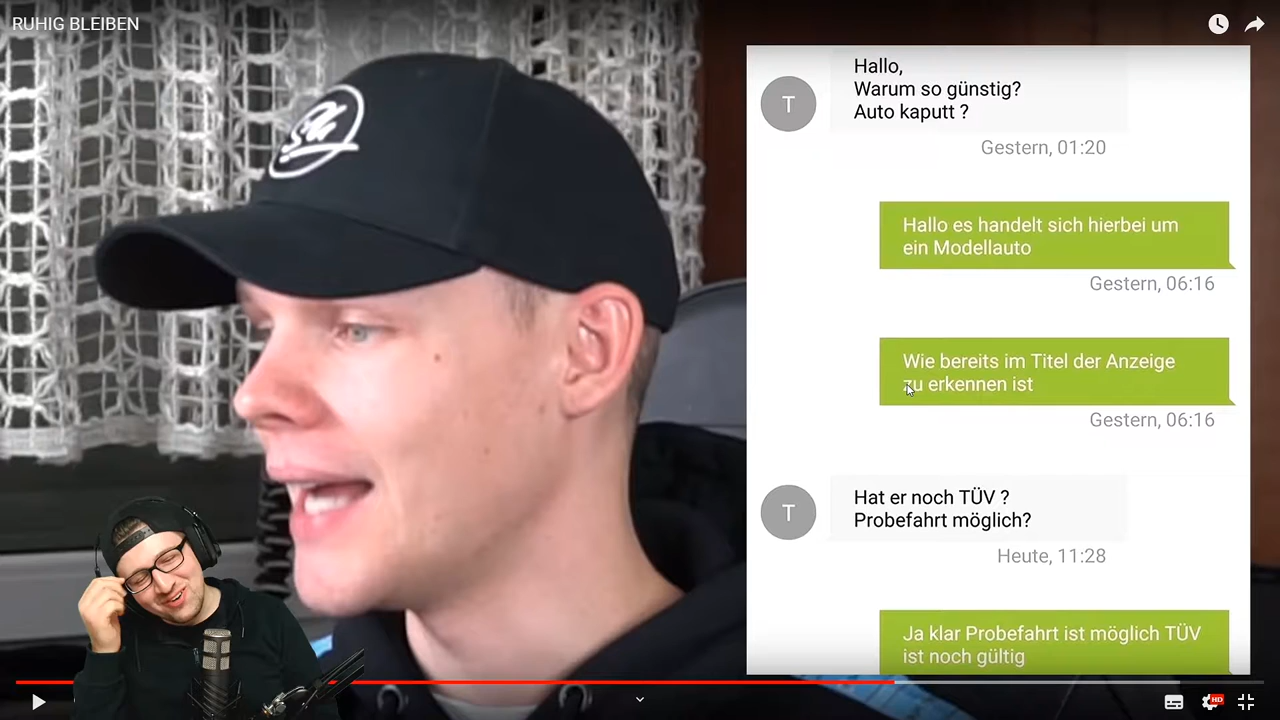 RUHIG BLEIBEN
Hallo,
Warum so günstig?
Auto kaputt ?
T
Gestern, 01:20
Hallo es handelt sich hierbei um
ein Modellauto
Gestern, 06:16
Wie bereits im Titel der Anzeige
zu erkennen ist
Gestern, 06:16
Hat er noch TÜV ?
T
Probefahrt möglich?
Heute, 11:28
Ja klar Probefahrt ist möglich TÜV
ist noch gültig
HD